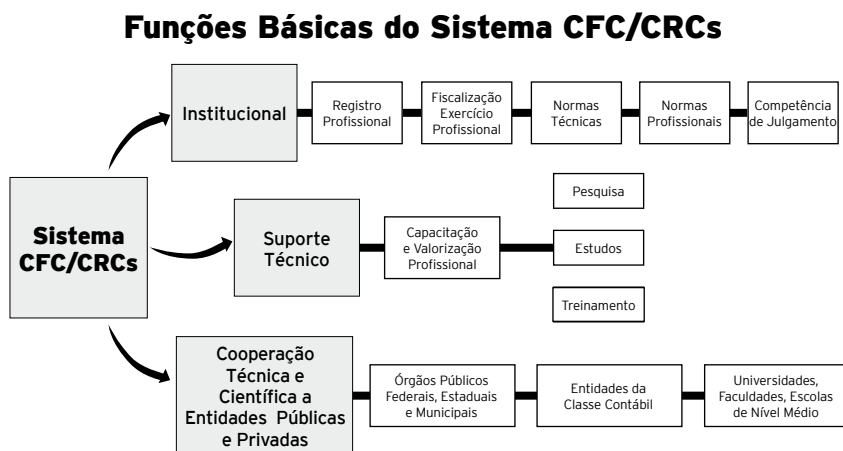 Funções Básicas do Sistema CFC/CRCs
Institucional
Registro
Profissional
Fiscalização
Exercício
Profissional
Normas
Técnicas
Normas
Profissionais
Competência
de Julgamento
Sistema
CFC/CRCs
Suporte
Técnico
Capacitação
e Valorização
Profissional
Pesquisa
Estudos
Treinamento
Cooperação
Técnica e
Científica a
Entidades Públicas
e Privadas
Órgãos Públicos
Federais, Estaduais
e Municipais
Entidades da
Classe Contábil
Universidades,
Faculdades, Escolas
de Nível Médio